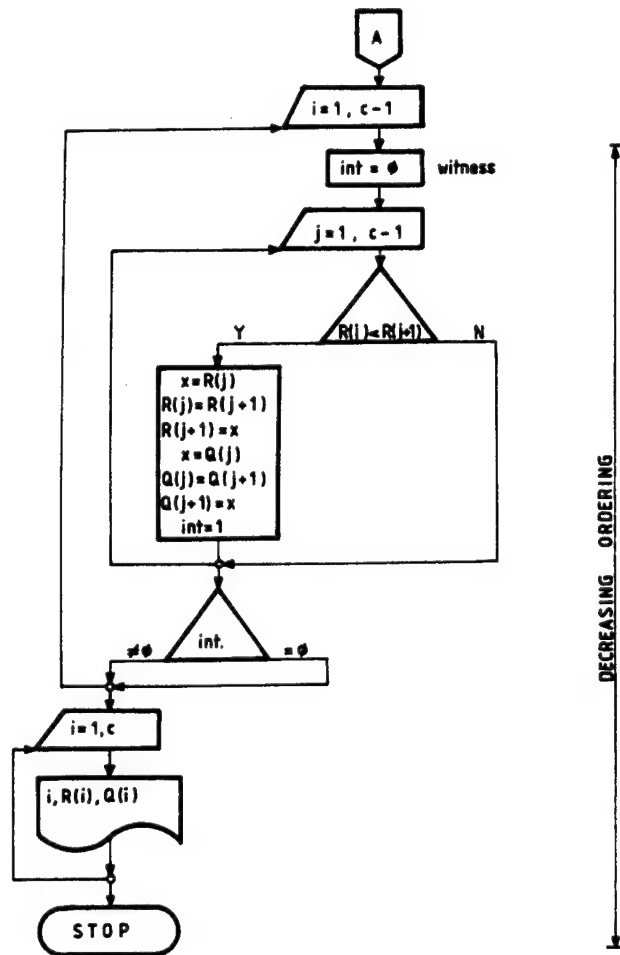 A
i=1, c-1
int = ϕ witness
j=1, c-1
R(i)<R(j+1)
Y N
x=R(j)
R(j)=R(j+1)
R(j+1)=x
x=Q(j)
Q(j)=Q(j+1)
Q(j+1)=x
int=1
int.
≠ϕ =ϕ
i=1,c
i,R(i),Q(i)
STOP
DECREASING ORDERING